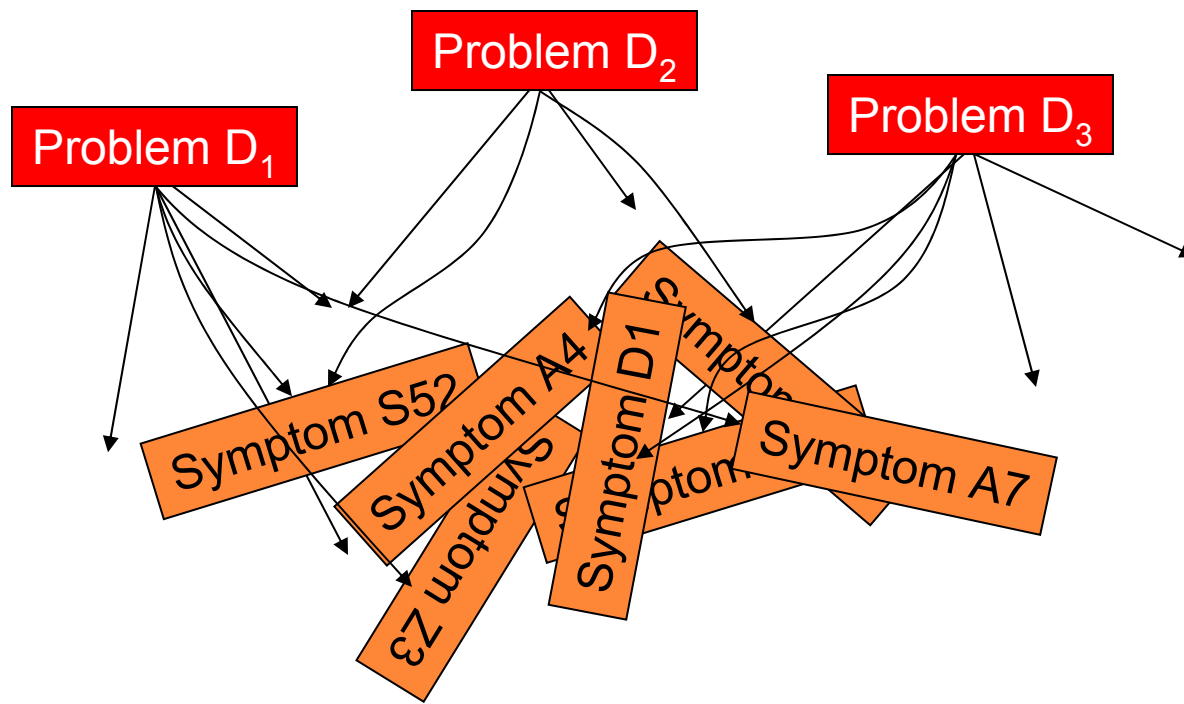 Problem D₂
Problem D₃
Problem D₁
Symptom S52
Symptom A4
Symptom D1
Symptom A7
Symptom Z3